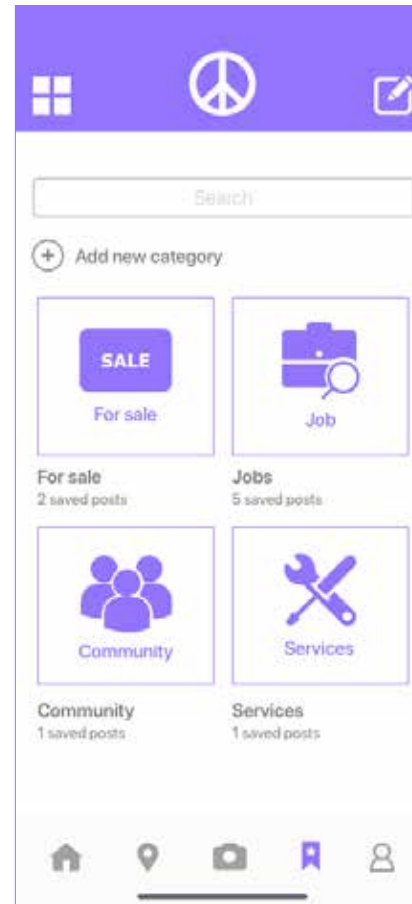 Search
Add new category
SALE
For sale
Job
For sale
2 saved posts
Jobs
5 saved posts
Community
Services
Community
1 saved posts
Services
1 saved posts